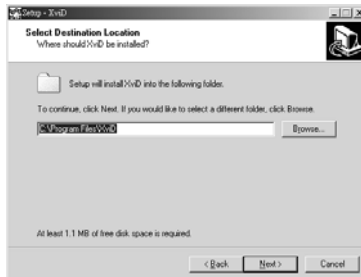 Setup - XviD
Select Destination Location
Where should XviD be installed?
Setup will install XviD into the following folder.
To continue, click Next. If you would like to select a different folder, click Browse.
C:\Program Files\XviD
Browse...
At least 1.1 MB of free disk space is required.
< Back
Next >
Cancel